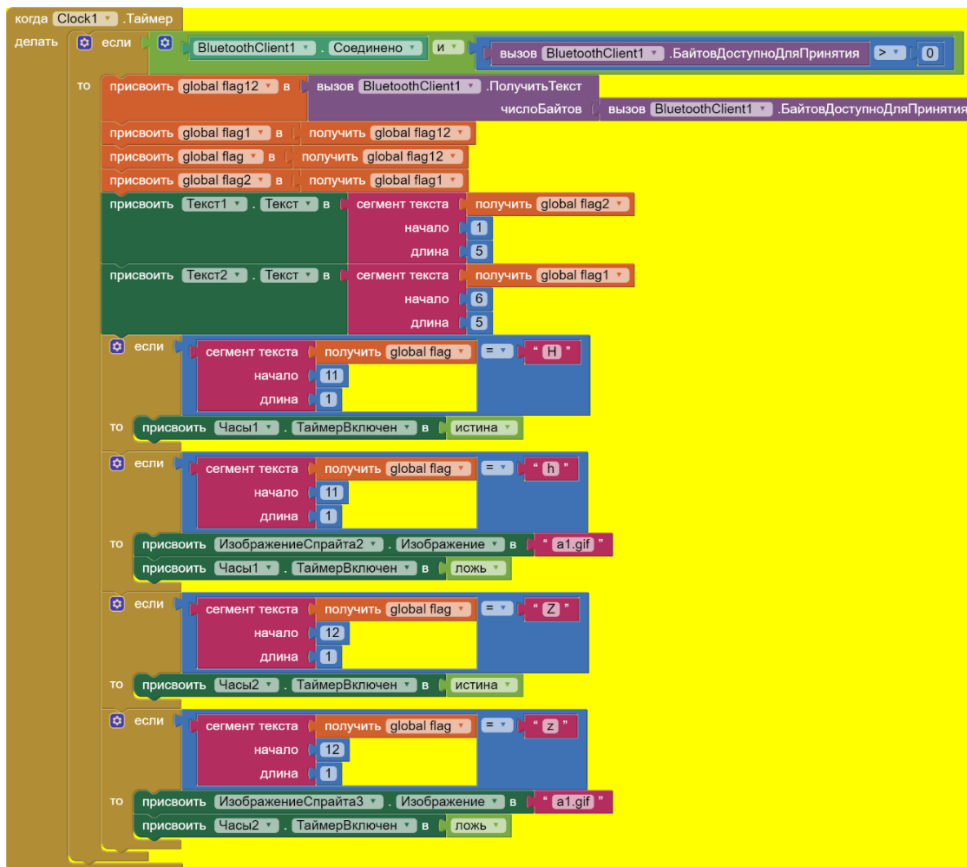 когда Clock1 .Таймер
делать если BluetoothClient1 . Соединено и вызов BluetoothClient1 .БайтовДоступноДляПринятия > 0
то присвоить global flag12 в вызов BluetoothClient1 .ПолучитьТекст
числоБайтов вызов BluetoothClient1 .БайтовДоступноДляПринятия
присвоить global flag1 в получить global flag12
присвоить global flag в получить global flag12
присвоить global flag2 в получить global flag1
присвоить Текст1 . Текст в сегмент текста получить global flag2
начало 1
длина 5
присвоить Текст2 . Текст в сегмент текста получить global flag1
начало 6
длина 5
если сегмент текста получить global flag = " H "
начало 11
длина 1
то присвоить Часы1 . ТаймерВключен в истина
если сегмент текста получить global flag = " h "
начало 11
длина 1
то присвоить ИзображениеСпрайта2 . Изображение в " a1.gif "
присвоить Часы1 . ТаймерВключен в ложь
если сегмент текста получить global flag = " Z "
начало 12
длина 1
то присвоить Часы2 . ТаймерВключен в истина
если сегмент текста получить global flag = " z "
начало 12
длина 1
то присвоить ИзображениеСпрайта3 . Изображение в " a1.gif "
присвоить Часы2 . ТаймерВключен в ложь